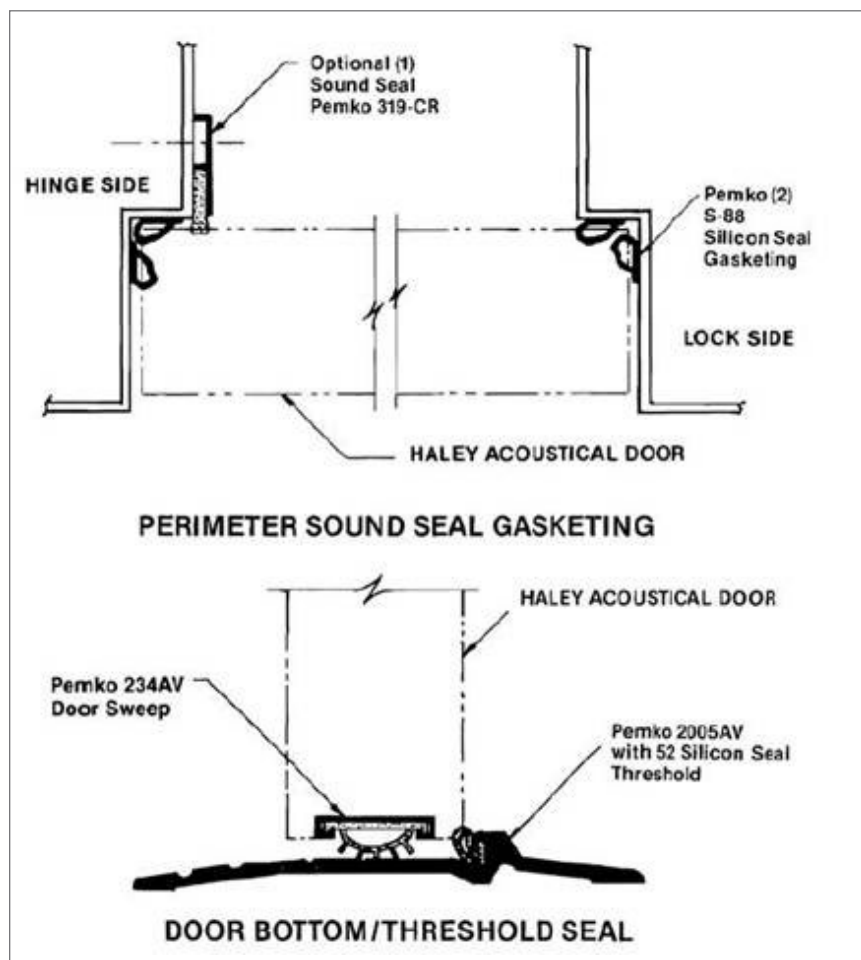 Optional (1)
Sound Seal
Pemko 319-CR
HINGE SIDE
Pemko (2)
S-88
Silicon Seal
Gasketing
LOCK SIDE
HALEY ACOUSTICAL DOOR
PERIMETER SOUND SEAL GASKETING
HALEY ACOUSTICAL DOOR
Pemko 234AV
Door Sweep
Pemko 2005AV
with 52 Silicon Seal
Threshold
DOOR BOTTOM/THRESHOLD SEAL